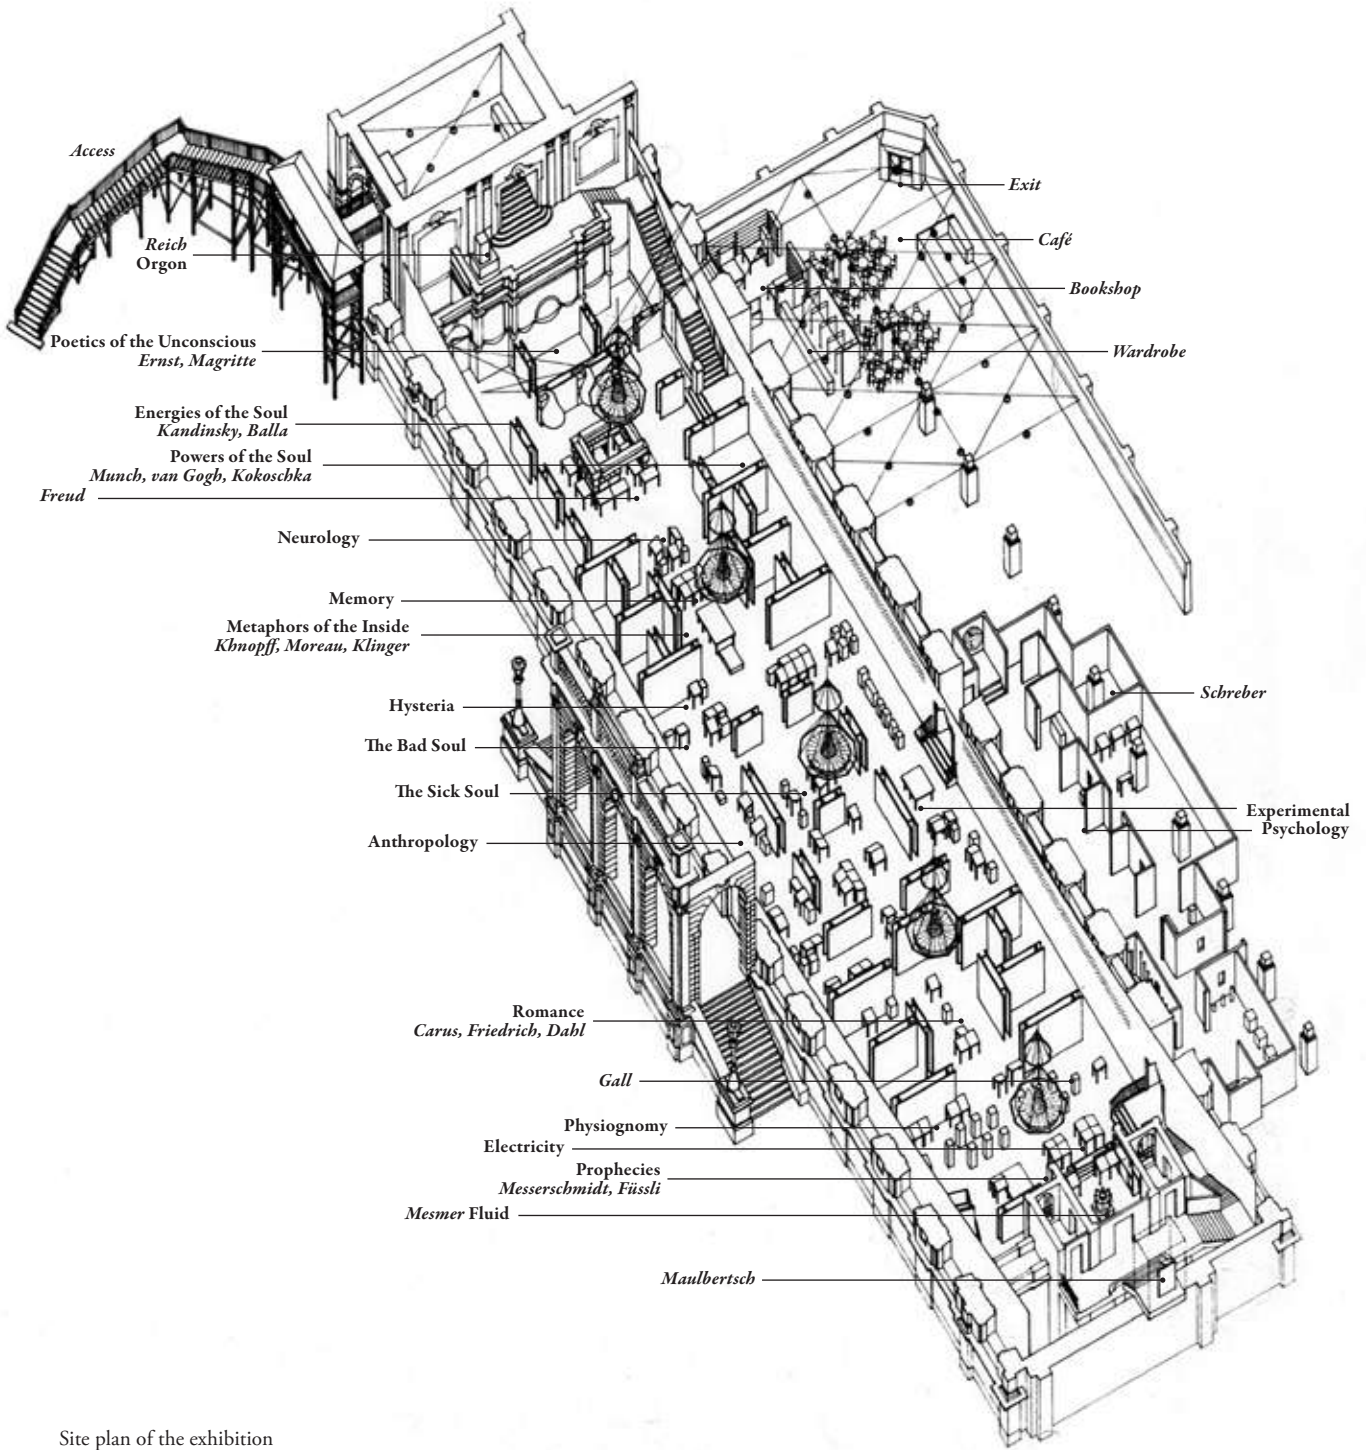 Access
Exit
Café
Reich
Orgon
Bookshop
Poetics of the Unconscious
Ernst, Magritte
Wardrobe
Energies of the Soul
Kandinsky, Balla
Powers of the Soul
Munch, van Gogh, Kokoschka
Freud
Neurology
Memory
Metaphors of the Inside
Khnopff, Moreau, Klinger
Schreber
Hysteria
The Bad Soul
The Sick Soul
Experimental
Psychology
Anthropology
Romance
Carus, Friedrich, Dahl
Gall
Physiognomy
Electricity
Prophecies
Messerschmidt, Füssli
Mesmer Fluid
Maulbertsch
Site plan of the exhibition